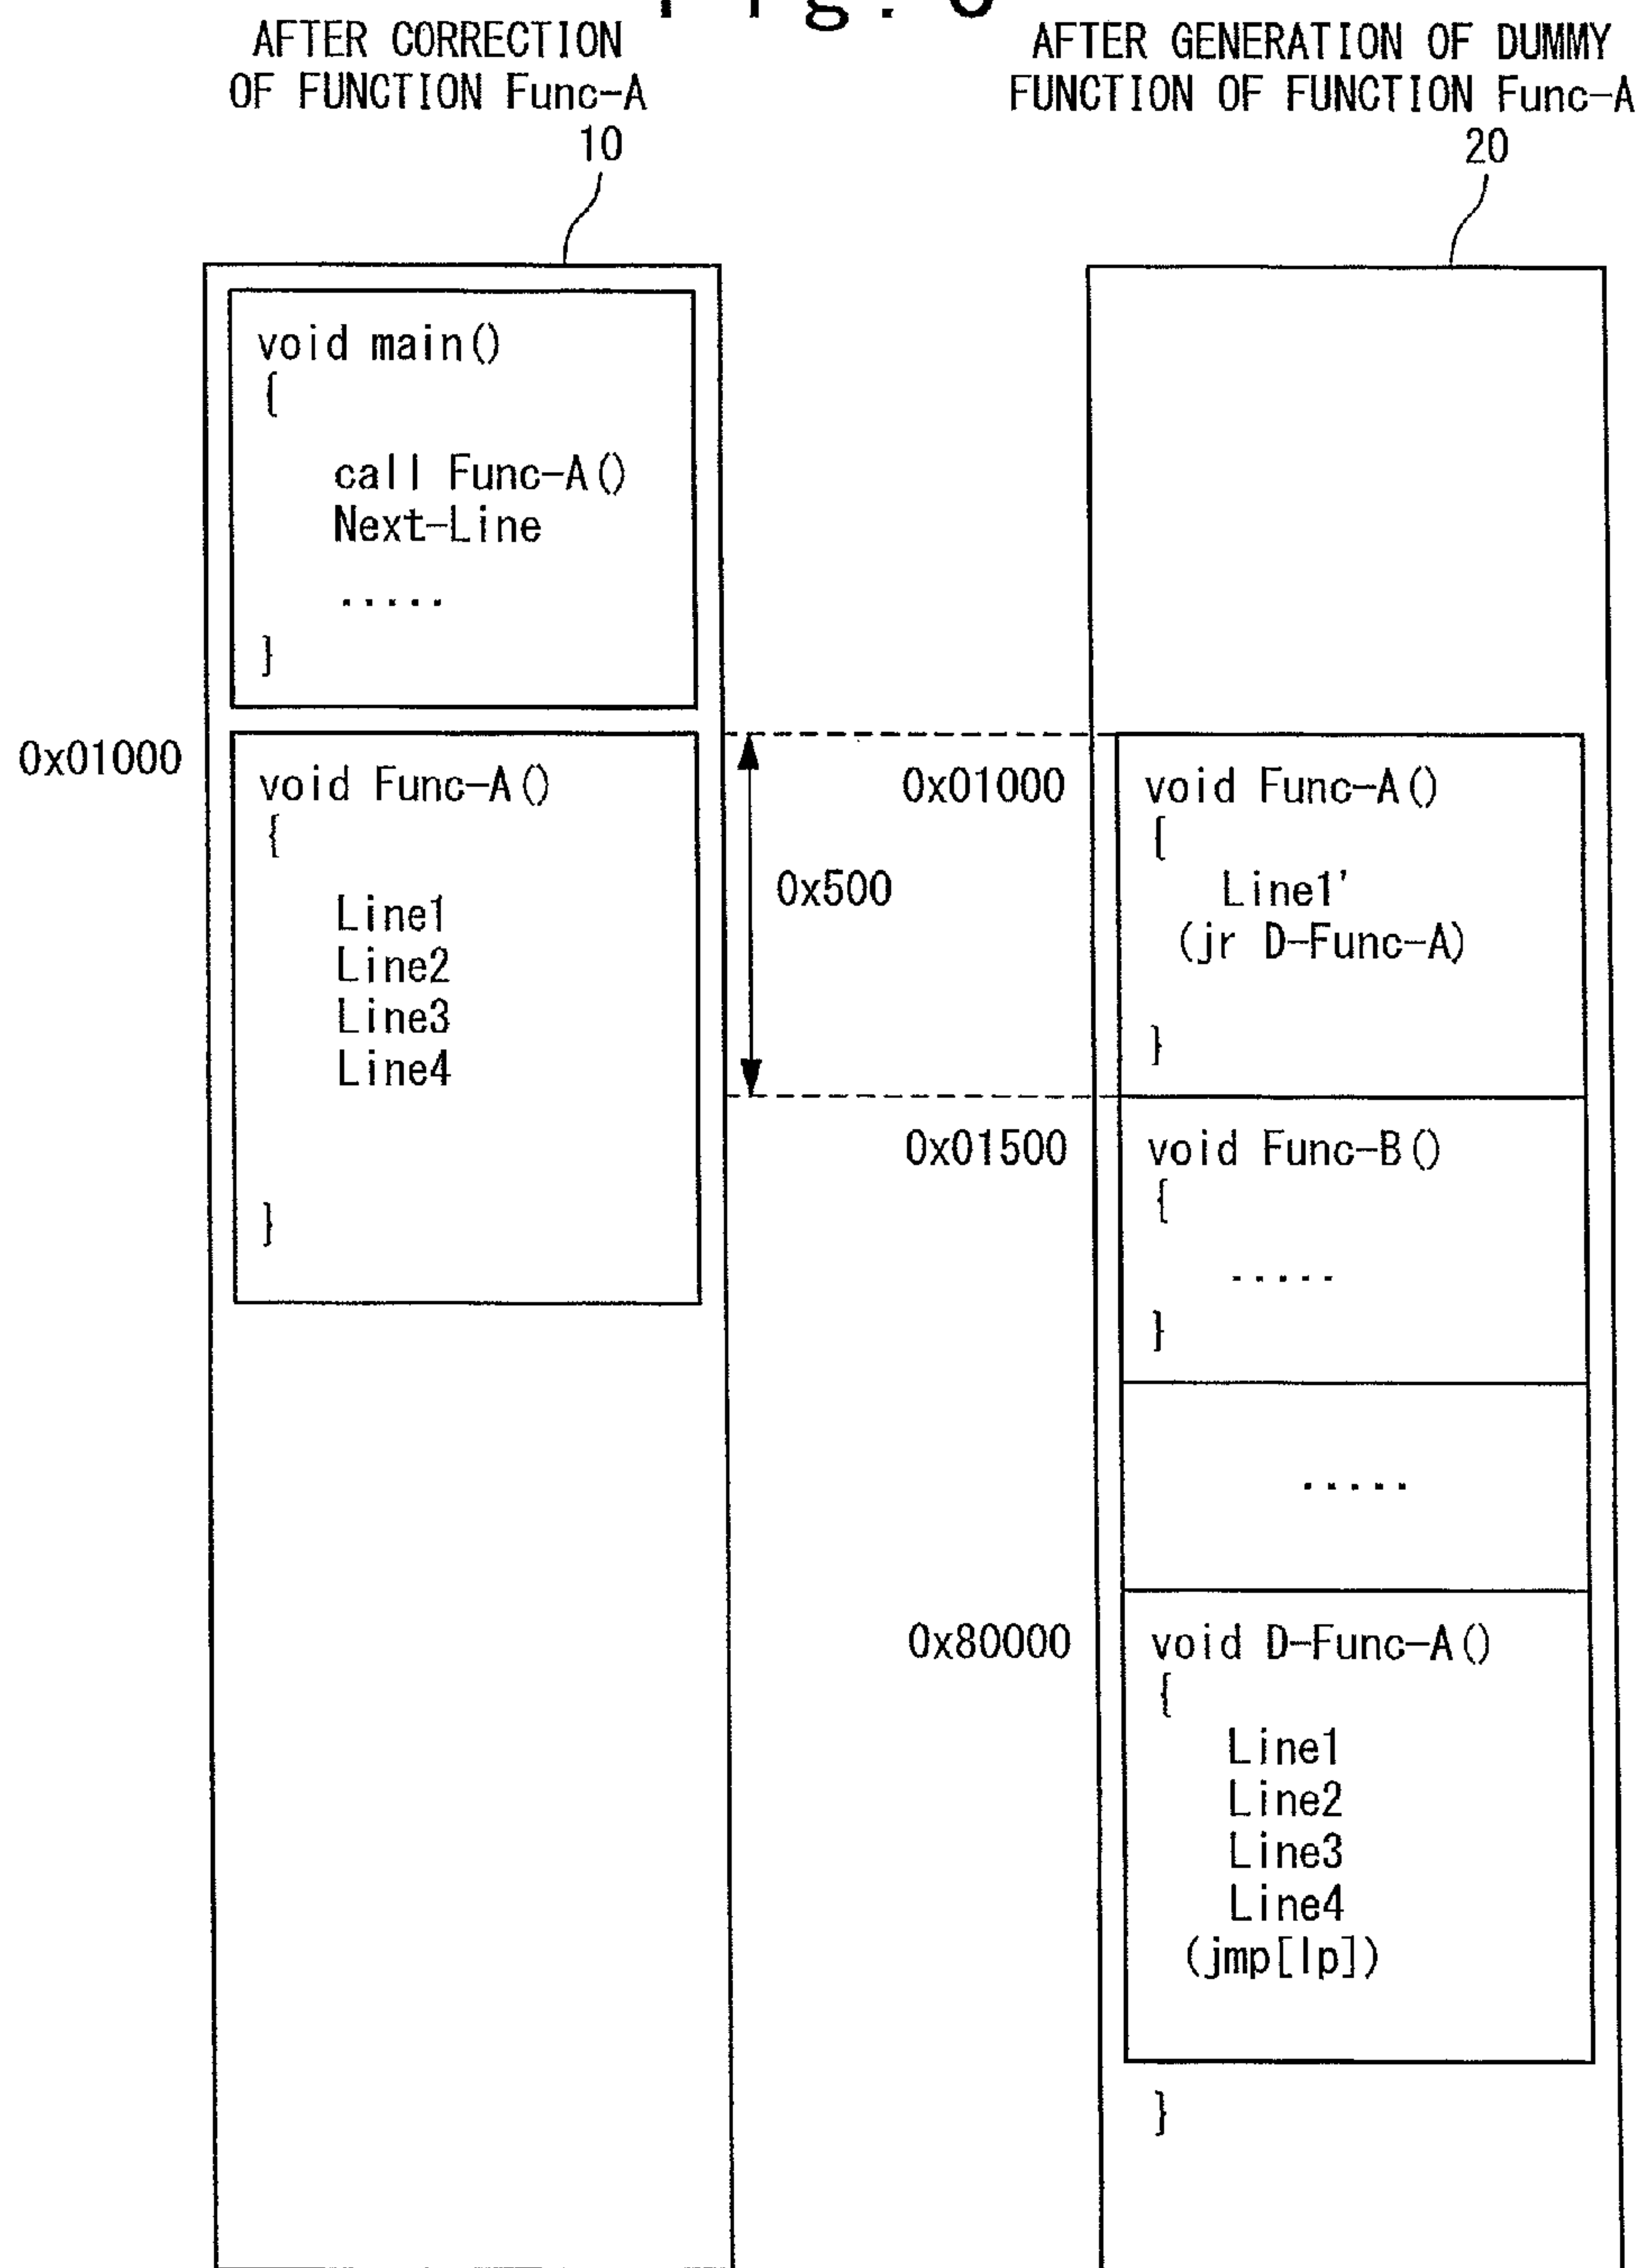 AFTER CORRECTION
OF FUNCTION Func-A
10
void main()
{
call Func-A()
Next-Line
.....
}
0x01000
void Func-A()
{
Line1
Line2
Line3
Line4
}
0x500
AFTER GENERATION OF DUMMY
FUNCTION OF FUNCTION Func-A
20
0x01000
void Func-A()
{
Line1'
(jr D-Func-A)
}
0x01500
void Func-B()
{
.....
}
.....
0x80000
void D-Func-A()
{
Line1
Line2
Line3
Line4
(jmp[lp])
}